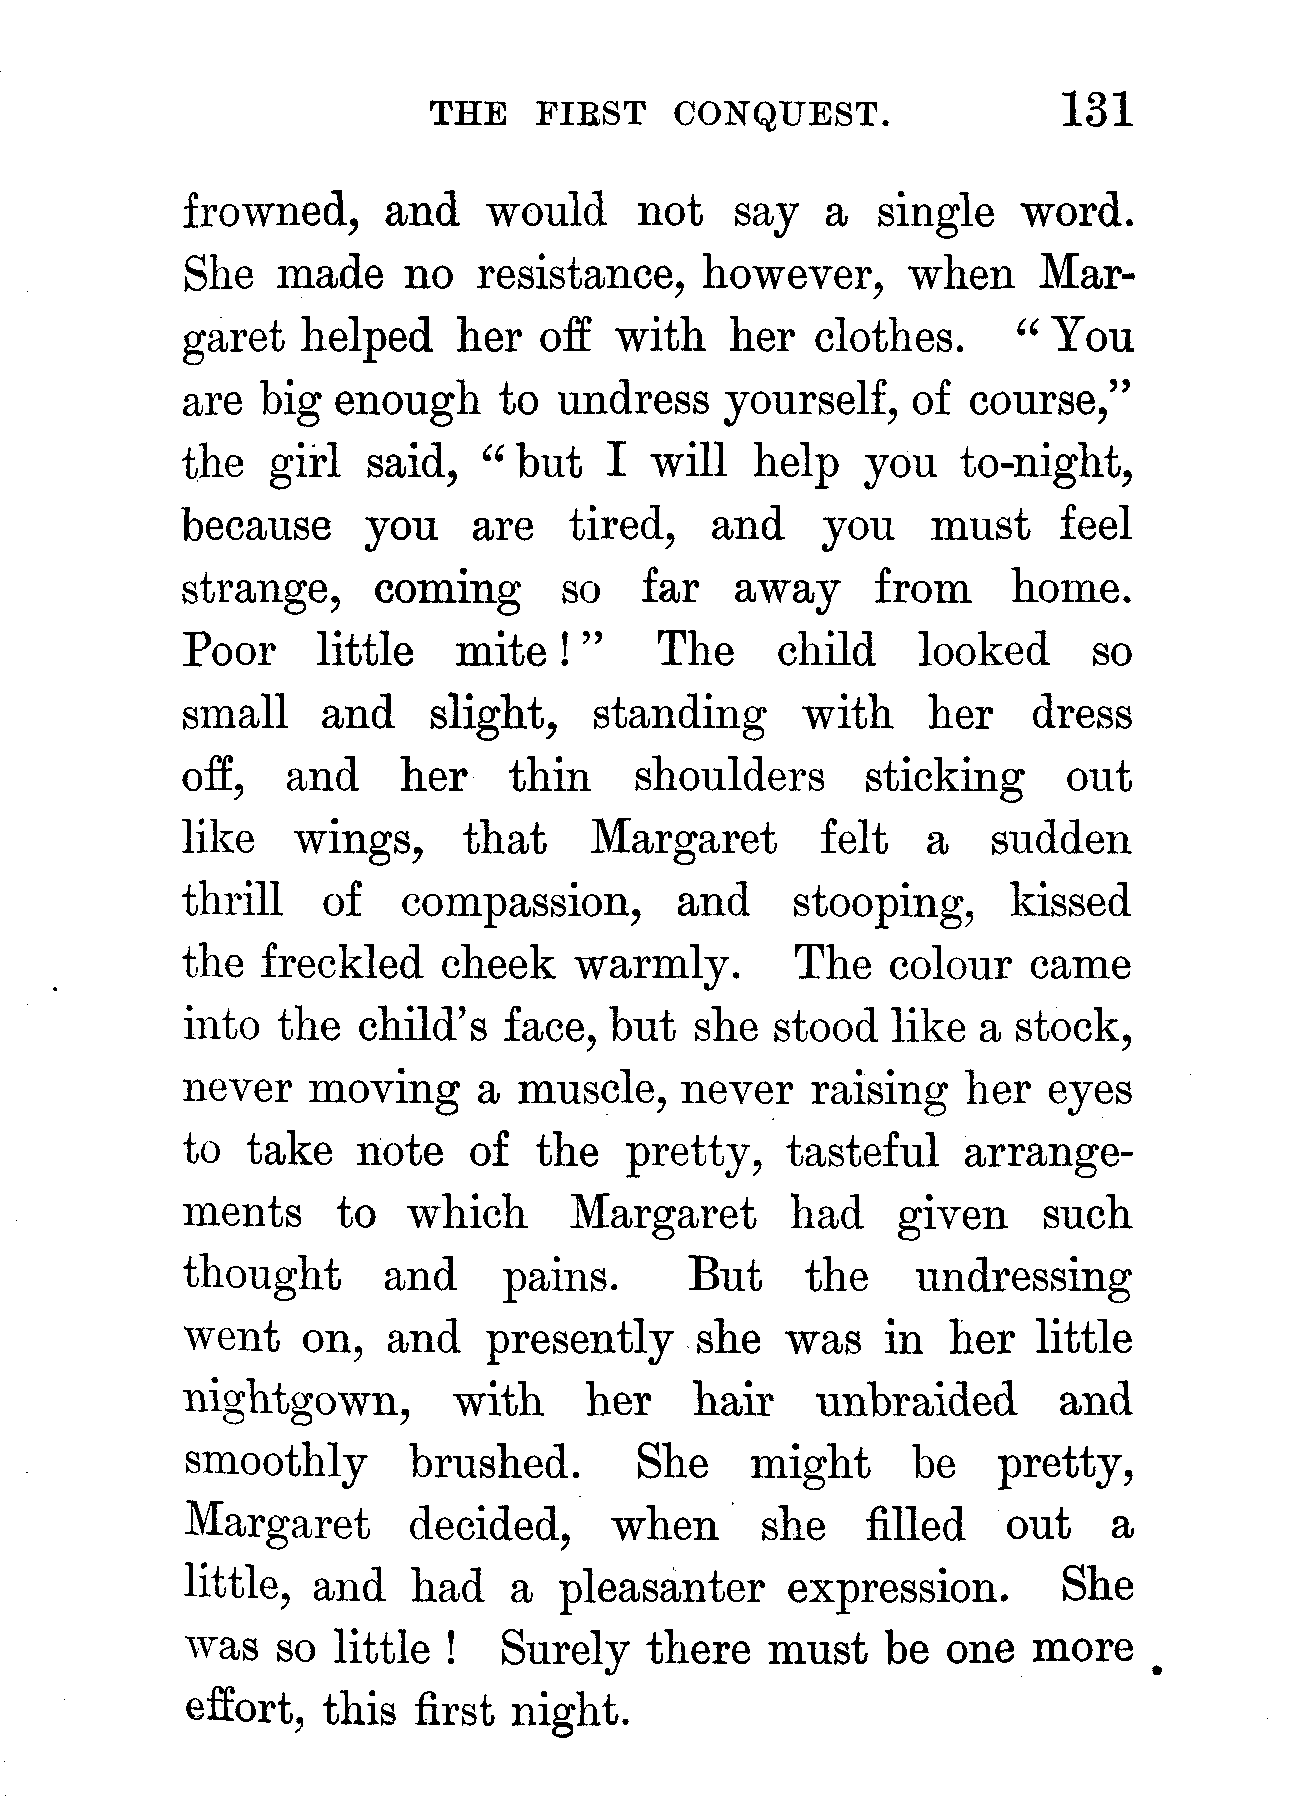 THE FIRST CONQUEST. 131
frowned, and would not say a single word.
She made no resistance, however, when Mar-
garet helped her off with her clothes. “ You
are big enough to undress yourself, of course,”
the girl said, “ but I will help you to-night,
because you are tired, and you must feel
strange, coming so far away from home.
Poor little mite ! ” The child looked so
small and slight, standing with her dress
off, and her thin shoulders sticking out
like wings, that Margaret felt a sudden
thrill of compassion, and stooping, kissed
the freckled cheek warmly. The colour came
into the child’s face, but she stood like a stock,
never moving a muscle, never raising her eyes
to take note of the pretty, tasteful arrange-
ments to which Margaret had given such
thought and pains. But the undressing
went on, and presently she was in her little
nightgown, with her hair unbraided and
smoothly brushed. She might be pretty,
Margaret decided, when she filled out a
little, and had a pleasanter expression. She
was so little ! Surely there must be one more
effort, this first night.